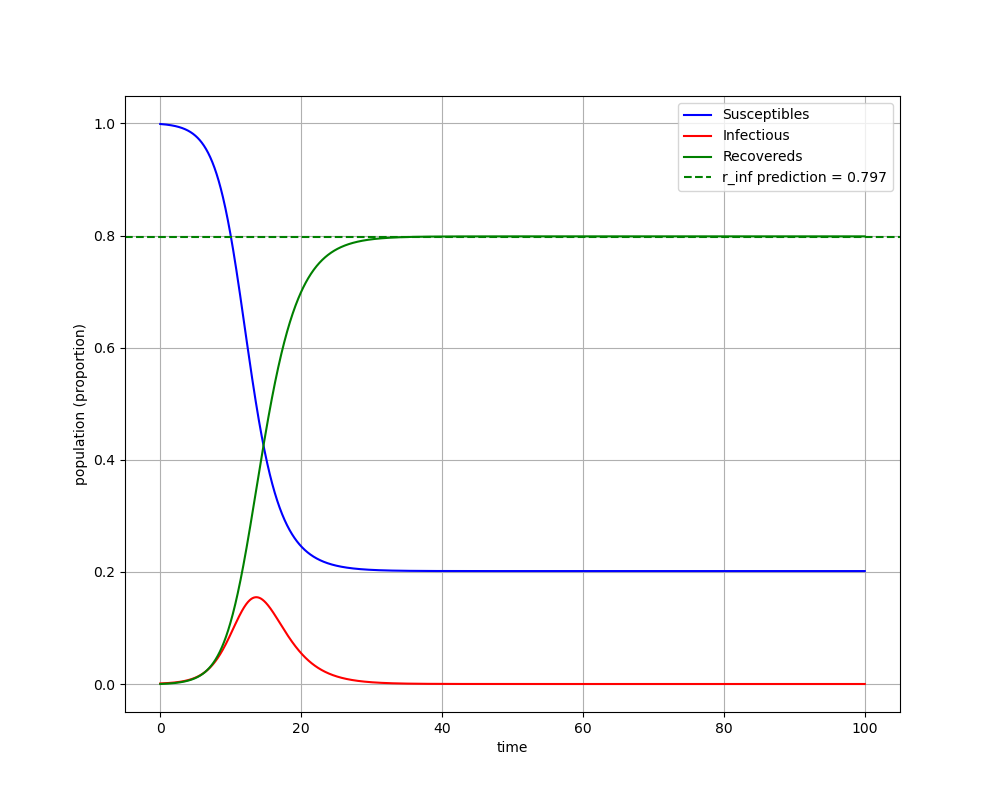 Susceptibles
Infectious
Recovereds
r_inf prediction = 0.797
1.0
0.8
0.6
0.4
0.2
0.0
population (proportion)
0 20 40 60 80 100
time